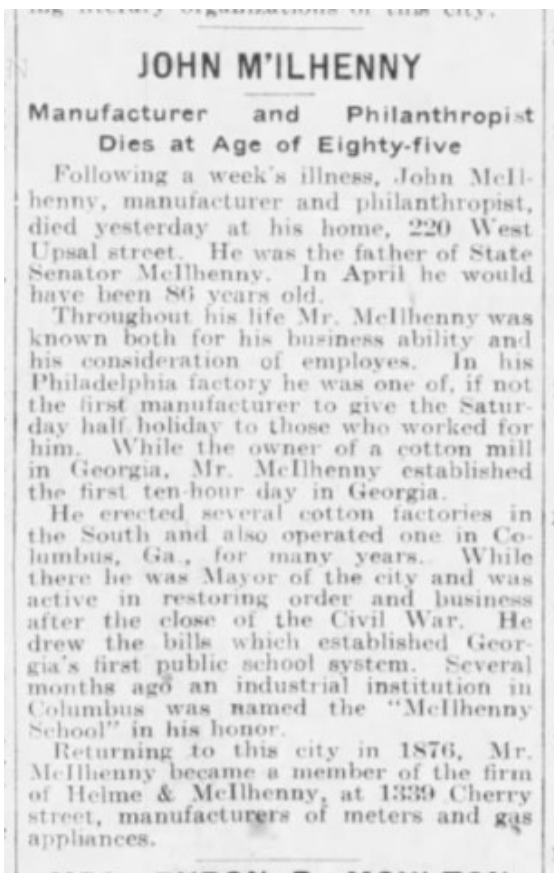 ing literary organizations of this city.
JOHN M'ILHENNY
Manufacturer and Philanthropist
Dies at Age of Eighty-five
Following a week's illness, John McIl-
henny, manufacturer and philanthropist,
died yesterday at his home, 220 West
Upsal street. He was the father of State
Senator McIlhenny. In April he would
have been 86 years old.
Throughout his life Mr. McIlhenny was
known both for his business ability and
his consideration of employes. In his
Philadelphia factory he was one of, if not
the first manufacturer to give the Satur-
day half holiday to those who worked for
him. While the owner of a cotton mill
in Georgia, Mr. McIlhenny established
the first ten-hour day in Georgia.
He erected several cotton factories in
the South and also operated one in Co-
lumbus, Ga., for many years. While
there he was Mayor of the city and was
active in restoring order and business
after the close of the Civil War. He
drew the bills which established Geor-
gia's first public school system. Several
months ago an industrial institution in
Columbus was named the "McIlhenny
School" in his honor.
Returning to this city in 1876, Mr.
McIlhenny became a member of the firm
of Helme & McIlhenny, at 1339 Cherry
street, manufacturers of meters and gas
appliances.